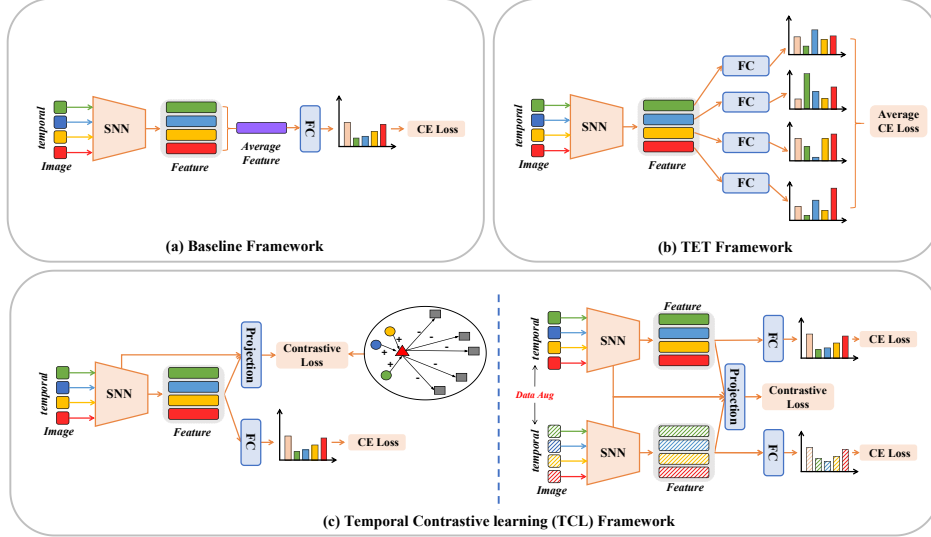 temporal
Image
SNN
Feature
Average
Feature
FC
CE Loss
(a) Baseline Framework
temporal
Image
SNN
Feature
FC
FC
FC
FC
Average
CE Loss
(b) TET Framework
temporal
Image
SNN
Feature
Projection
Contrastive
Loss
+
+
+
-
-
-
-
-
FC
CE Loss
temporal
SNN
Feature
FC
CE Loss
Data Aug
Projection
Contrastive
Loss
temporal
Image
SNN
Feature
FC
CE Loss
(c) Temporal Contrastive learning (TCL) Framework